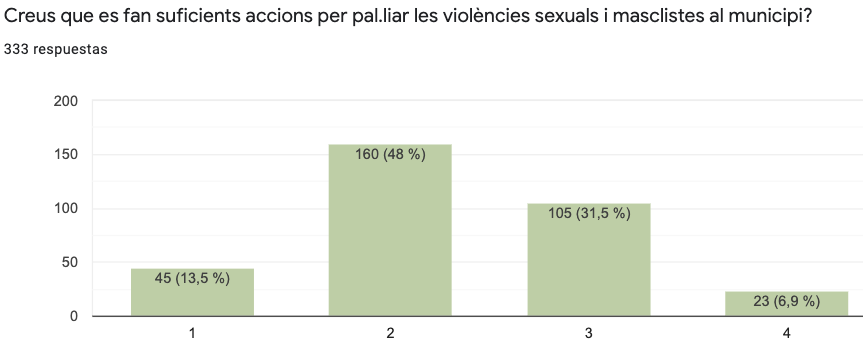 Creus que es fan suficients accions per pal.liar les violències sexuals i masclistes al municipi?
333 respuestas
200
150
100
50
0
45 (13,5 %)
160 (48 %)
105 (31,5 %)
23 (6,9 %)
1
2
3
4